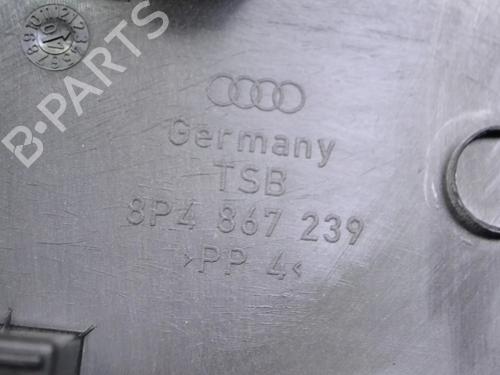 B-PARTS
Germany
TSB
8P4 867 239
>PP 4<